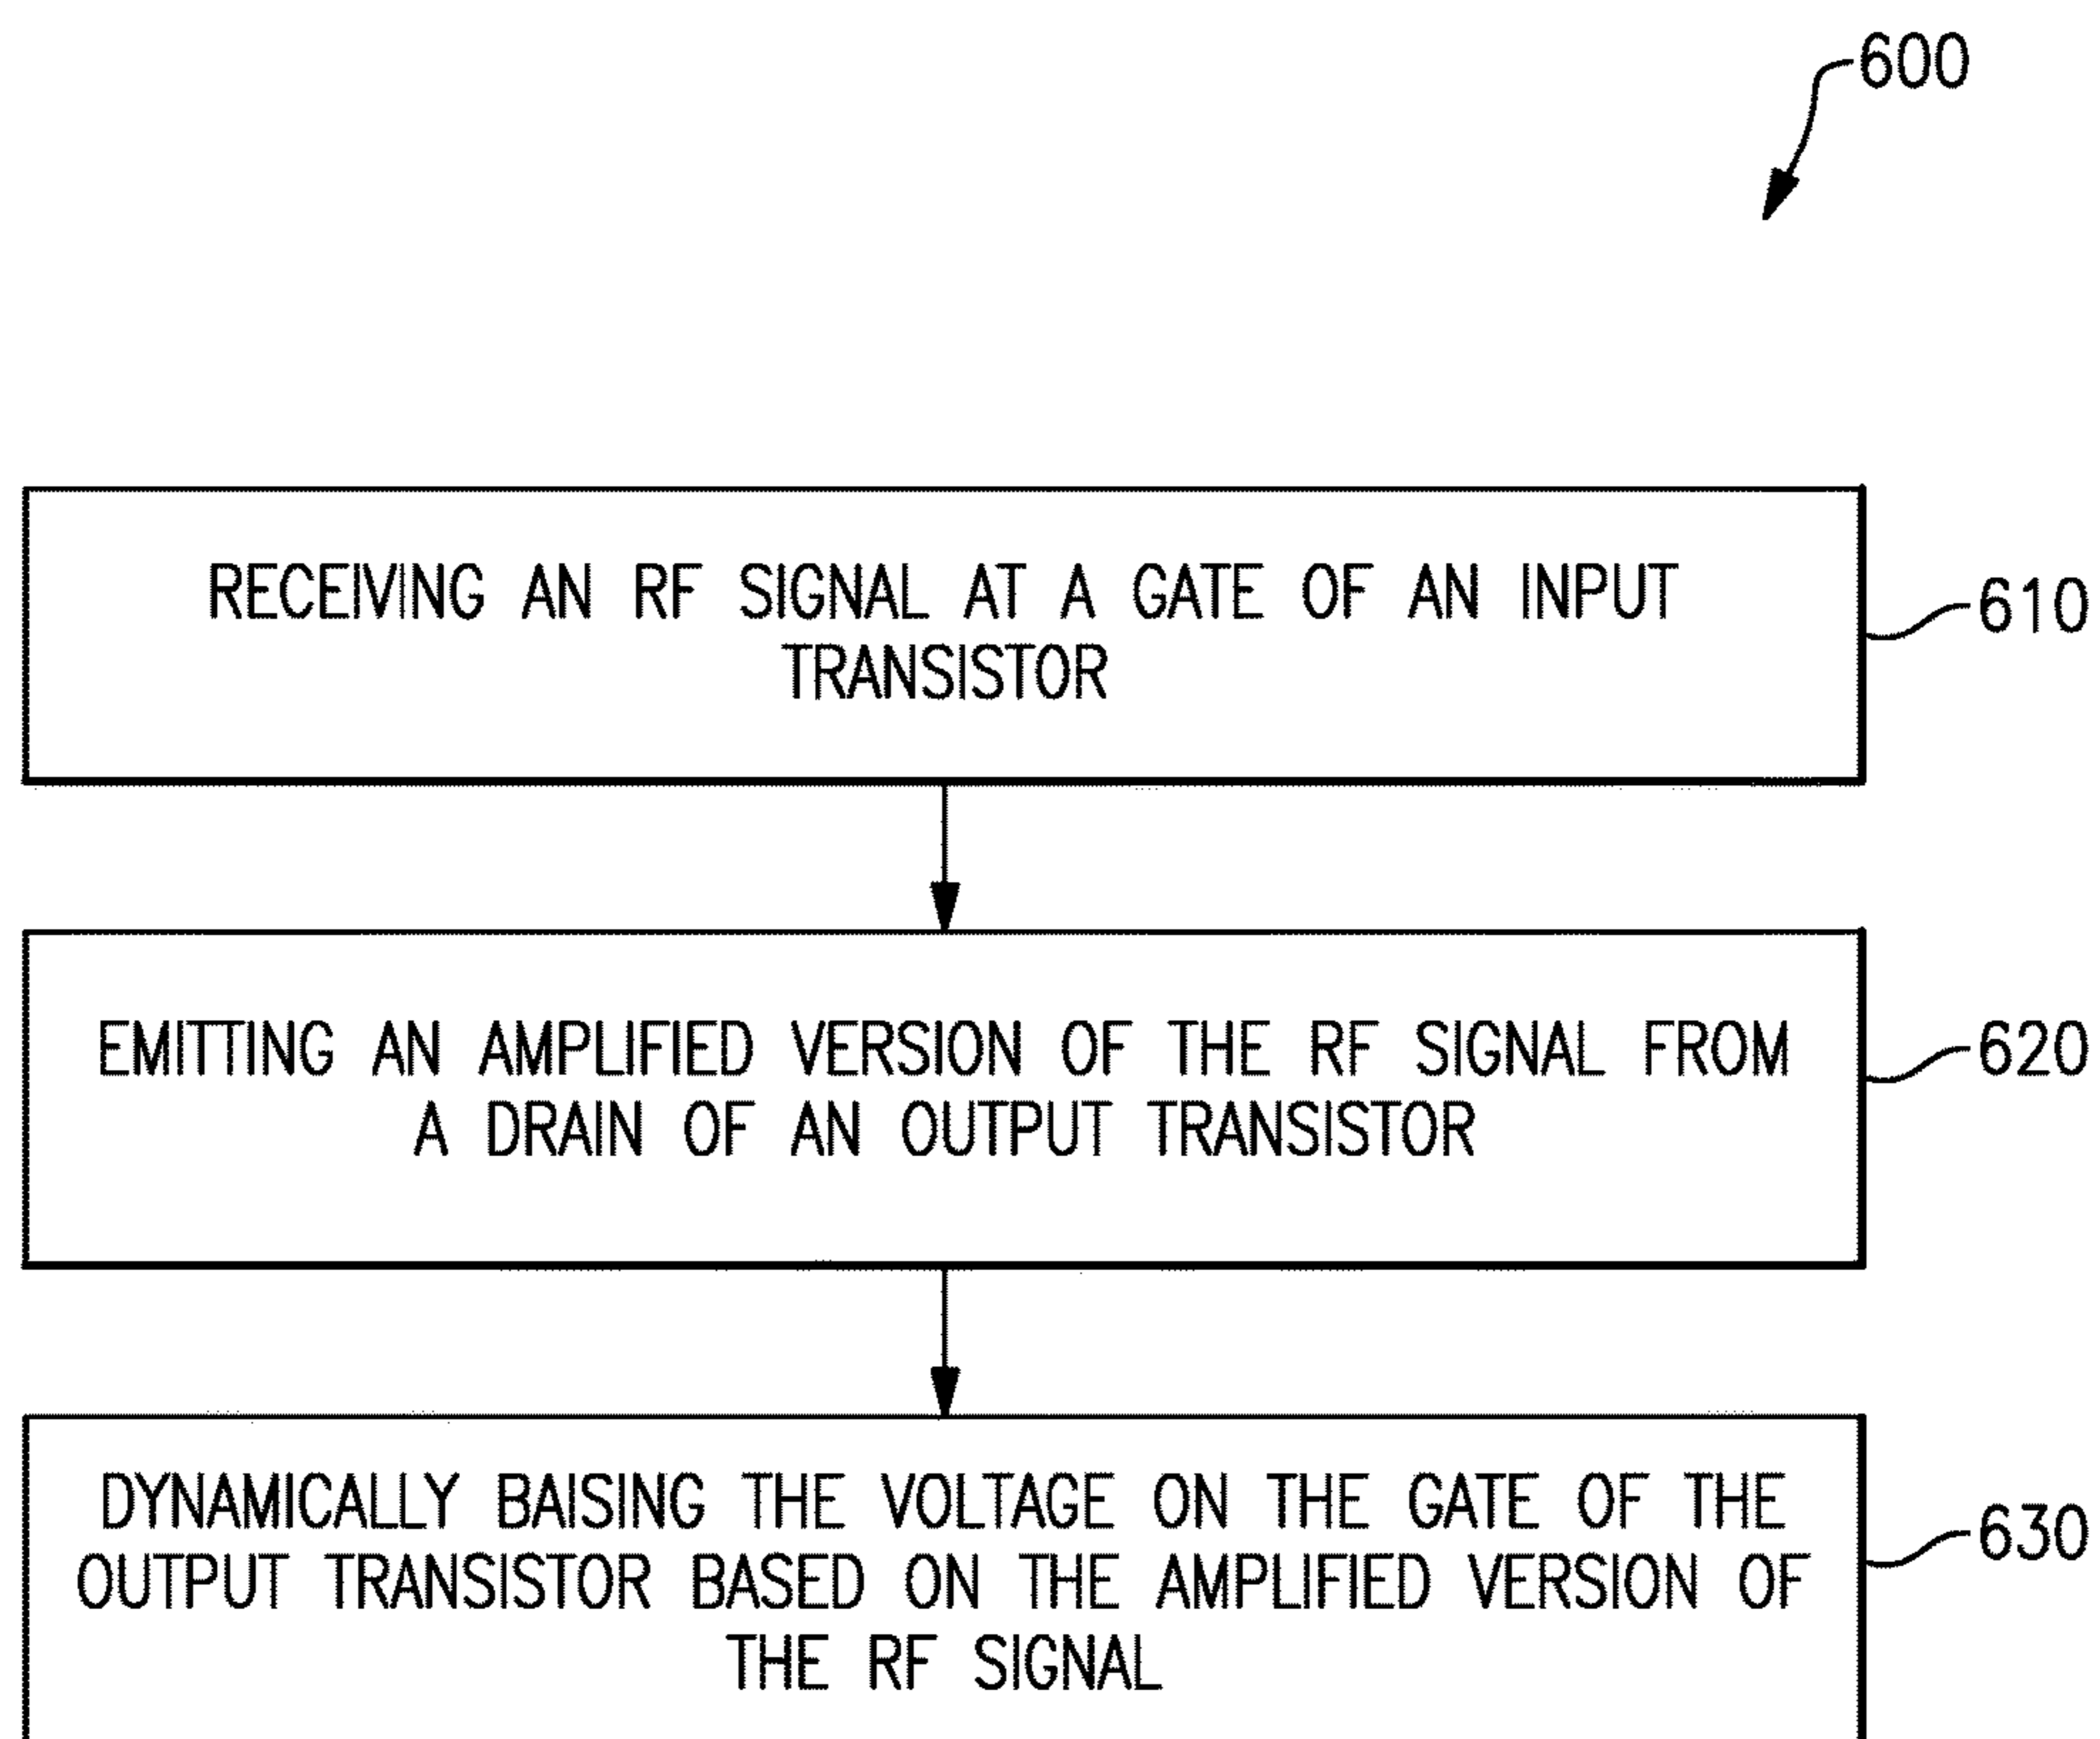 600
RECEIVING AN RF SIGNAL AT A GATE OF AN INPUT
TRANSISTOR
610
EMITTING AN AMPLIFIED VERSION OF THE RF SIGNAL FROM
A DRAIN OF AN OUTPUT TRANSISTOR
620
DYNAMICALLY BAISING THE VOLTAGE ON THE GATE OF THE
OUTPUT TRANSISTOR BASED ON THE AMPLIFIED VERSION OF
THE RF SIGNAL
630